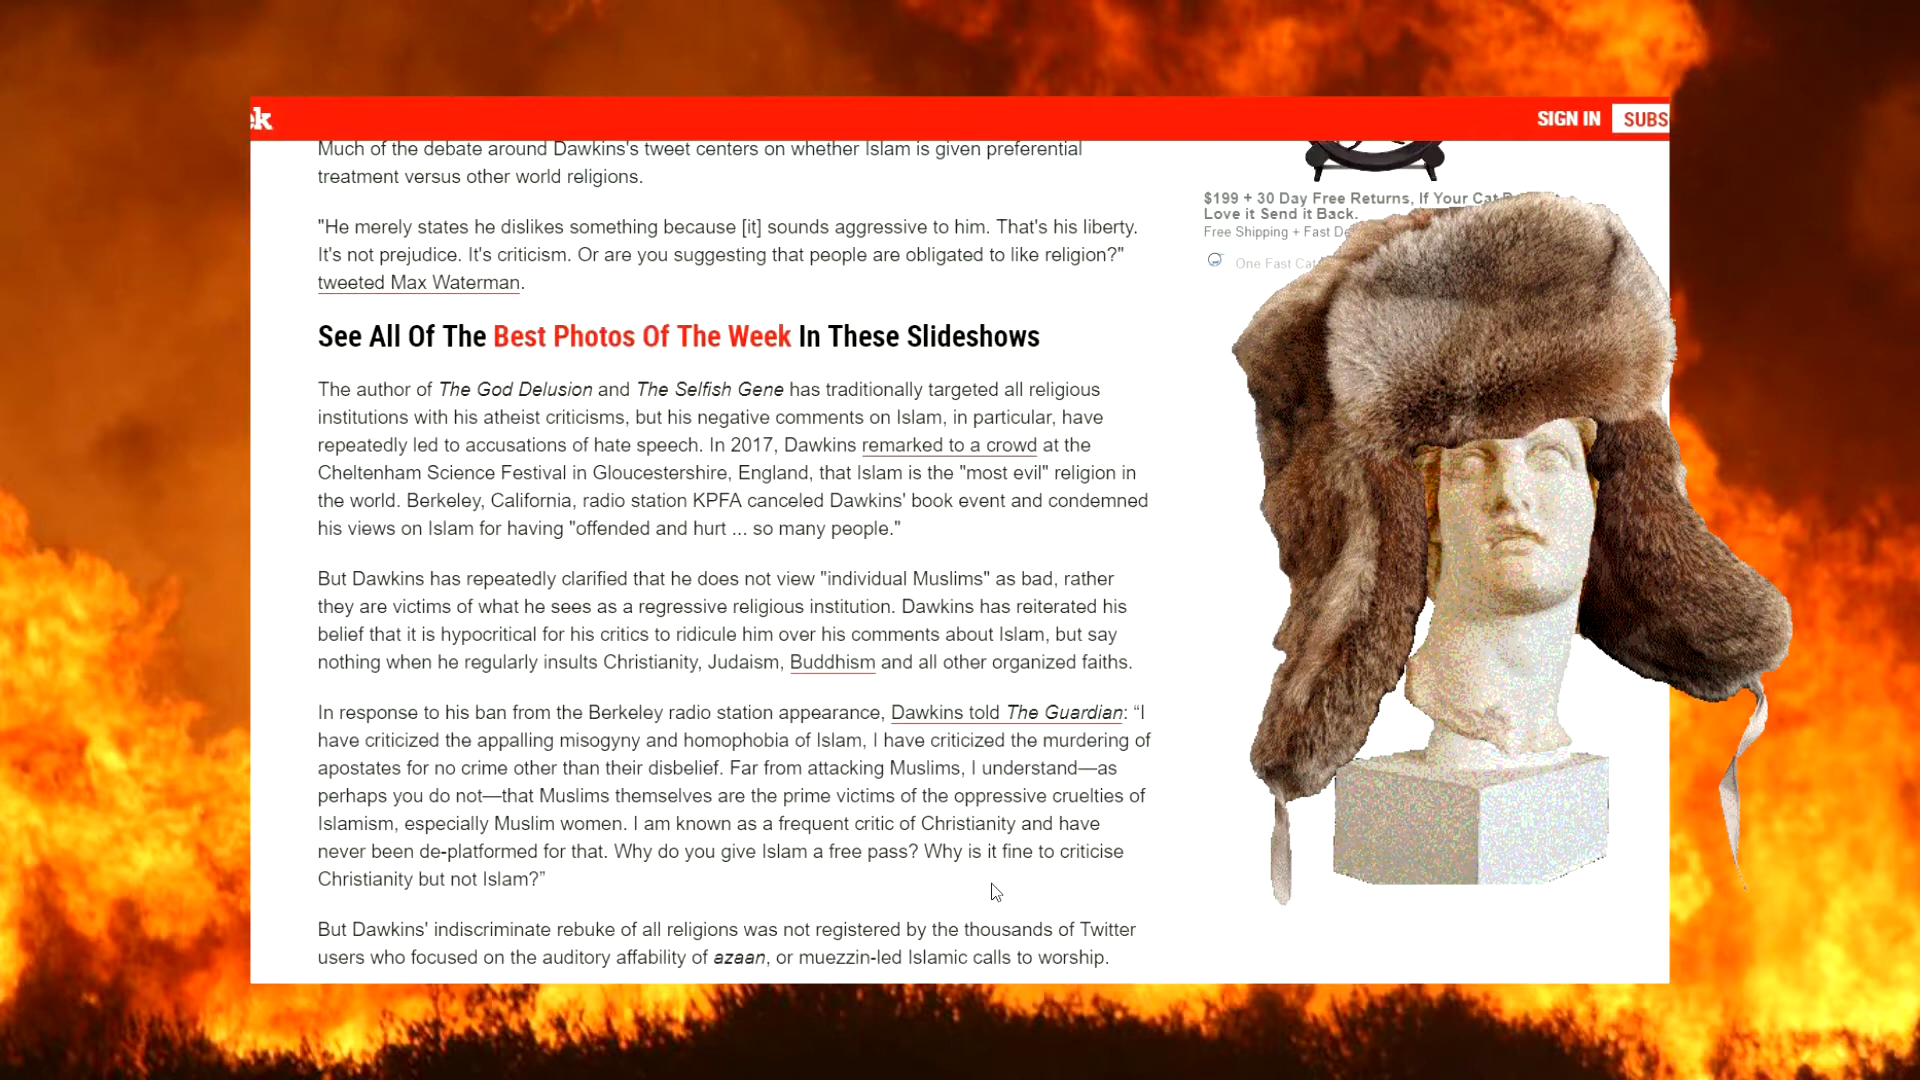 ek
SIGN IN
SUBS
Much of the debate around Dawkins's tweet centers on whether Islam is given preferential
treatment versus other world religions.
"He merely states he dislikes something because [it] sounds aggressive to him. That's his liberty.
It's not prejudice. It's criticism. Or are you suggesting that people are obligated to like religion?"
tweeted Max Waterman.
See All Of The Best Photos Of The Week In These Slideshows
The author of The God Delusion and The Selfish Gene has traditionally targeted all religious
institutions with his atheist criticisms, but his negative comments on Islam, in particular, have
repeatedly led to accusations of hate speech. In 2017, Dawkins remarked to a crowd at the
Cheltenham Science Festival in Gloucestershire, England, that Islam is the "most evil" religion in
the world. Berkeley, California, radio station KPFA canceled Dawkins' book event and condemned
his views on Islam for having "offended and hurt ... so many people."
But Dawkins has repeatedly clarified that he does not view "individual Muslims" as bad, rather
they are victims of what he sees as a regressive religious institution. Dawkins has reiterated his
belief that it is hypocritical for his critics to ridicule him over his comments about Islam, but say
nothing when he regularly insults Christianity, Judaism, Buddhism and all other organized faiths.
In response to his ban from the Berkeley radio station appearance, Dawkins told The Guardian: “I
have criticized the appalling misogyny and homophobia of Islam, I have criticized the murdering of
apostates for no crime other than their disbelief. Far from attacking Muslims, I understand—as
perhaps you do not—that Muslims themselves are the prime victims of the oppressive cruelties of
Islamism, especially Muslim women. I am known as a frequent critic of Christianity and have
never been de-platformed for that. Why do you give Islam a free pass? Why is it fine to criticise
Christianity but not Islam?”
But Dawkins' indiscriminate rebuke of all religions was not registered by the thousands of Twitter
users who focused on the auditory affability of azaan, or muezzin-led Islamic calls to worship.
$199 + 30 Day Free Returns, If Your Cat
Love it Send it Back.
Free Shipping + Fast
One Fast Cat